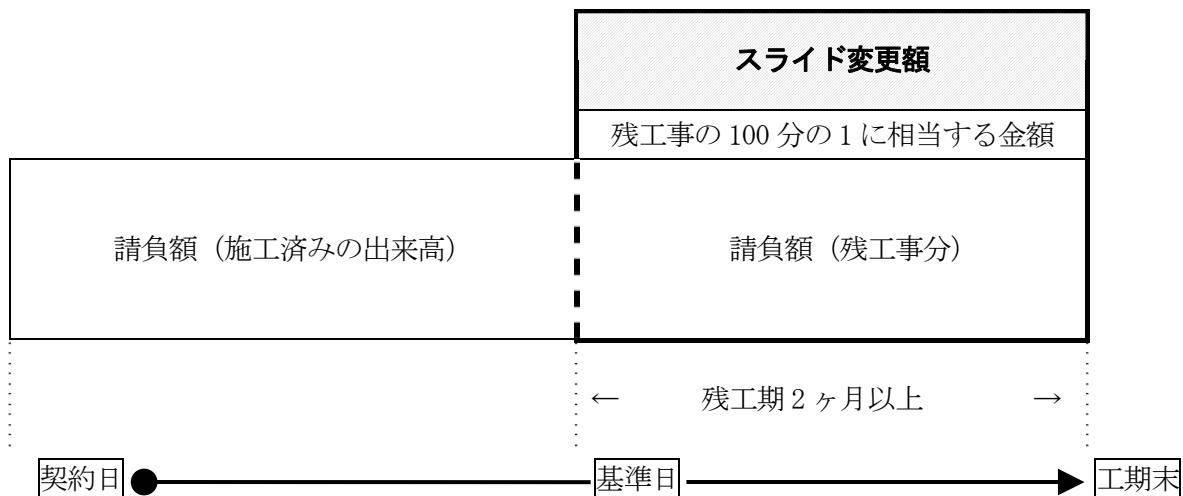 スライド変更額
残工事の 100 分の 1 に相当する金額
請負額（施工済みの出来高） 請負額（残工事分）
← 残工期２ヶ月以上 →
契約日 基準日 工期末